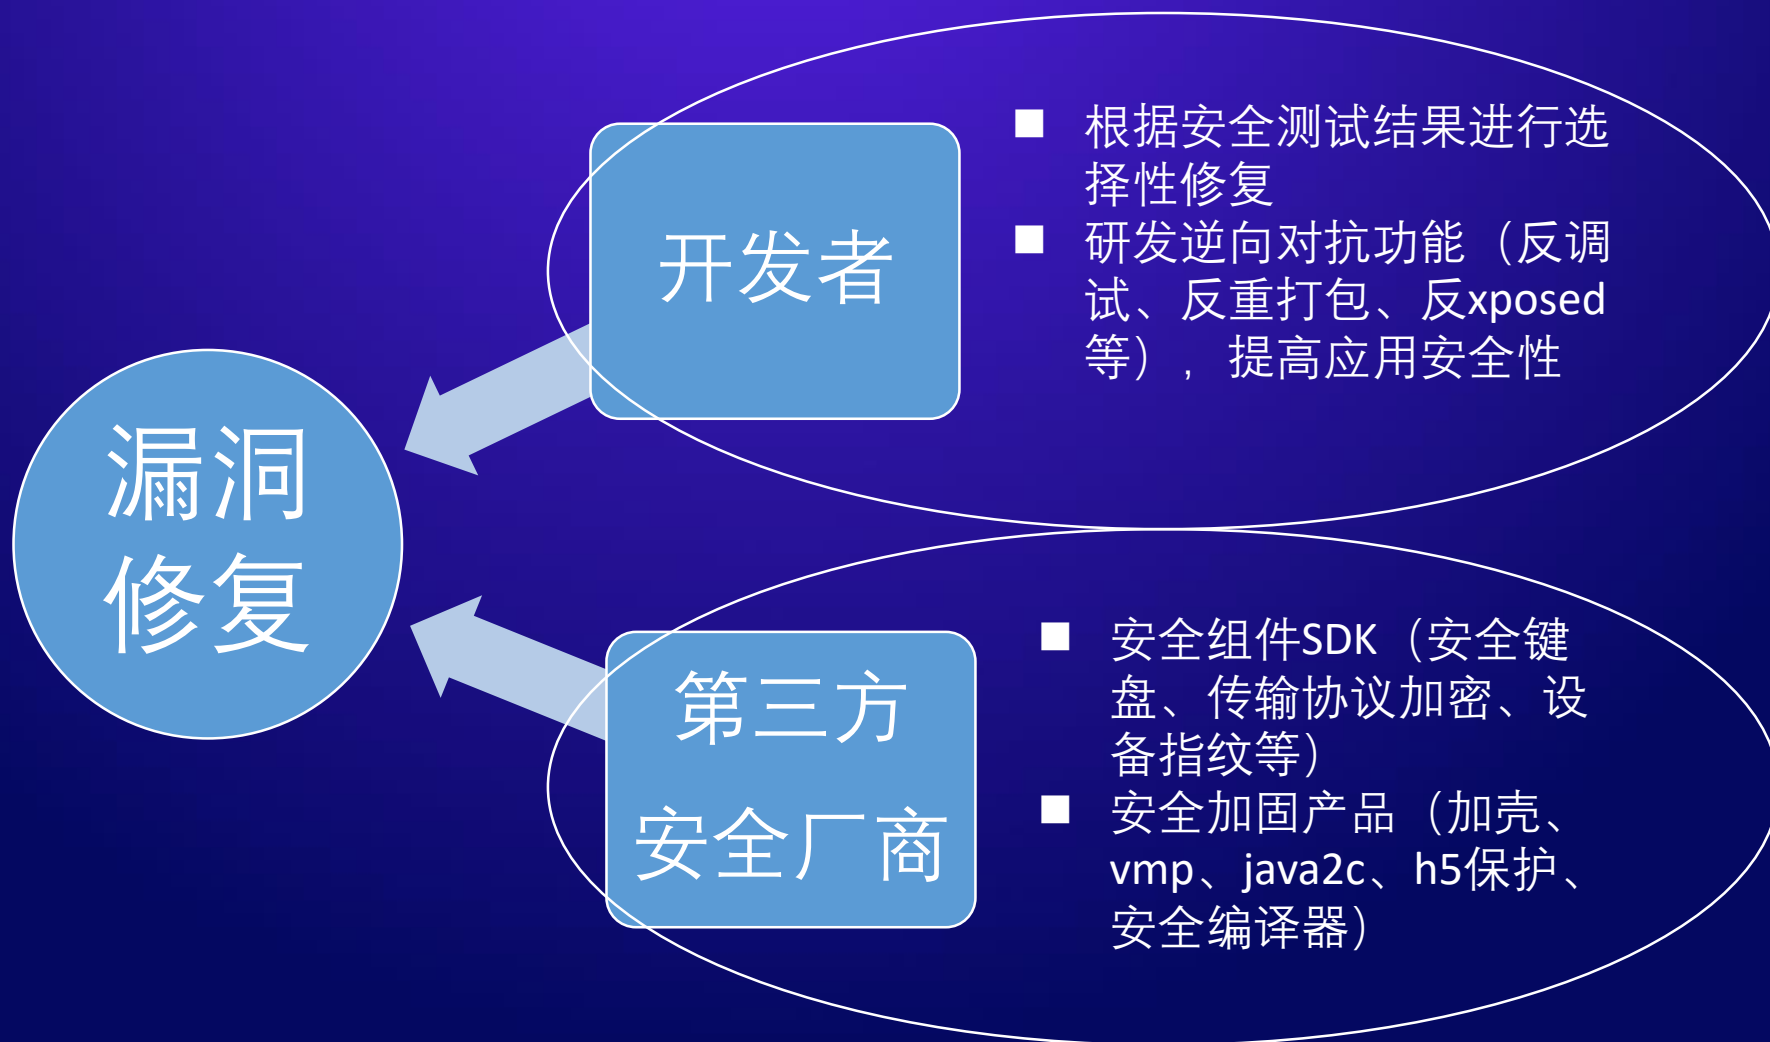 漏洞
修复
开发者
■ 根据安全测试结果进行选
择性修复
■ 研发逆向对抗功能（反调
试、反重打包、反xposed
等），提高应用安全性
第三方
安全厂商
■ 安全组件SDK（安全键
盘、传输协议加密、设
备指纹等）
■ 安全加固产品（加壳、
vmp、java2c、h5保护、
安全编译器）